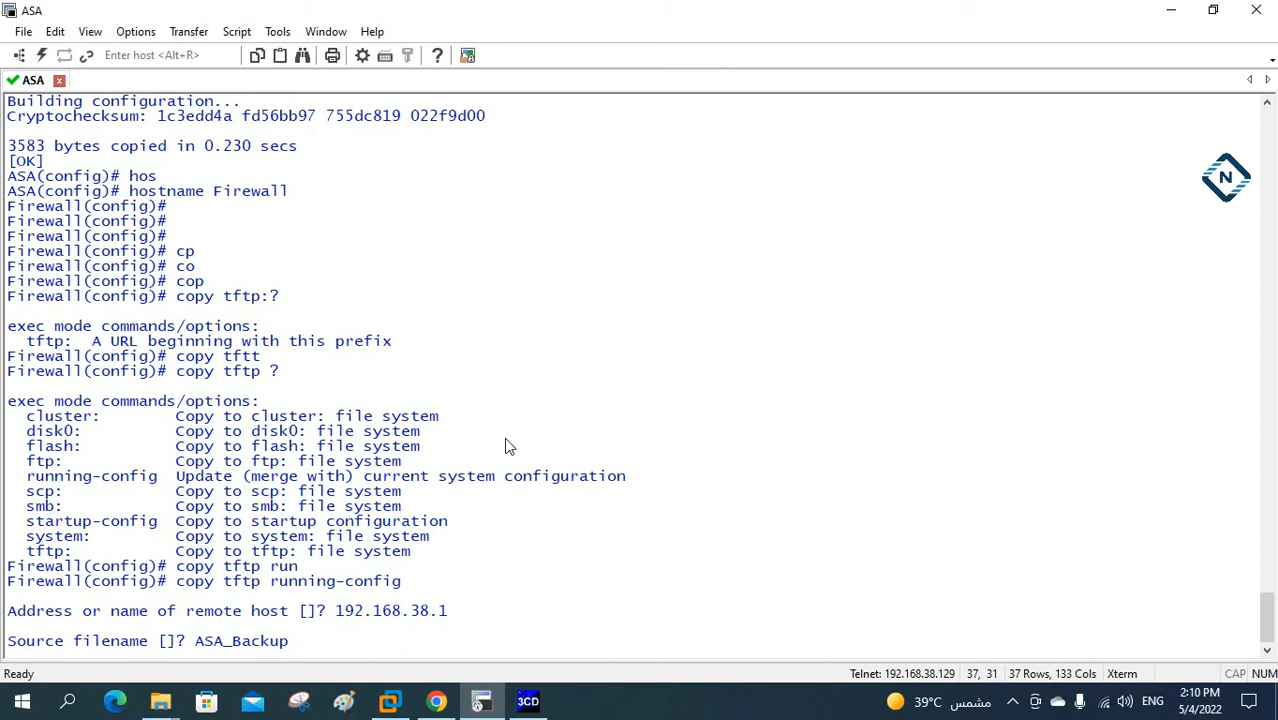 ASA
File Edit View Options Transfer Script Tools Window Help
Enter host <Alt+R>
ASA
Building configuration...
Cryptochecksum: 1c3edd4a fd56bb97 755dc819 022f9d00
3583 bytes copied in 0.230 secs
[OK]
ASA(config)# hos
ASA(config)# hostname Firewall
Firewall(config)#
Firewall(config)#
Firewall(config)#
Firewall(config)# cp
Firewall(config)# co
Firewall(config)# cop
Firewall(config)# copy tftp:?
exec mode commands/options:
tftp: A URL beginning with this prefix
Firewall(config)# copy tftt
Firewall(config)# copy tftp ?
exec mode commands/options:
cluster: Copy to cluster: file system
disk0: Copy to disk0: file system
flash: Copy to flash: file system
ftp: Copy to ftp: file system
running-config Update (merge with) current system configuration
scp: Copy to scp: file system
smb: Copy to smb: file system
startup-config Copy to startup configuration
system: Copy to system: file system
tftp: Copy to tftp: file system
Firewall(config)# copy tftp run
Firewall(config)# copy tftp running-config
Address or name of remote host []? 192.168.38.1
Source filename []? ASA_Backup
N
Ready Telnet: 192.168.38.129 37, 31 37 Rows, 133 Cols Xterm CAP NUM
3CD 39°C مشمس ENG 2:10 PM
5/4/2022